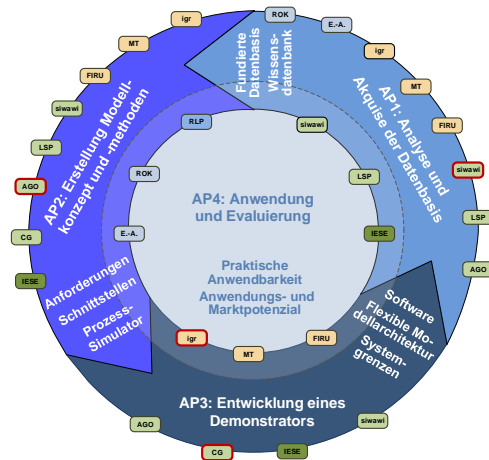 ROK
E.-A.
igr
MT
FIRU
siwawi
LSP
AGO
AP1: Analyse und
Akquise der Datenbasis
Fundierte
Datenbasis
Wissens-
datenbank
igr
MT
FIRU
siwawi
LSP
AGO
CG
IESE
AP2: Erstellung Modell-
konzept und -methoden
Anforderungen
Schnittstellen
Prozess-
Simulator
RLP
siwawi
ROK
LSP
E.-A.
IESE
igr
MT
FIRU
AP4: Anwendung
und Evaluierung
Praktische
Anwendbarkeit
Anwendungs- und
Marktpotenzial
Software
Flexible Mo-
dellarchitektur
System-
grenzen
AP3: Entwicklung eines
Demonstrators
AGO
CG
IESE
siwawi